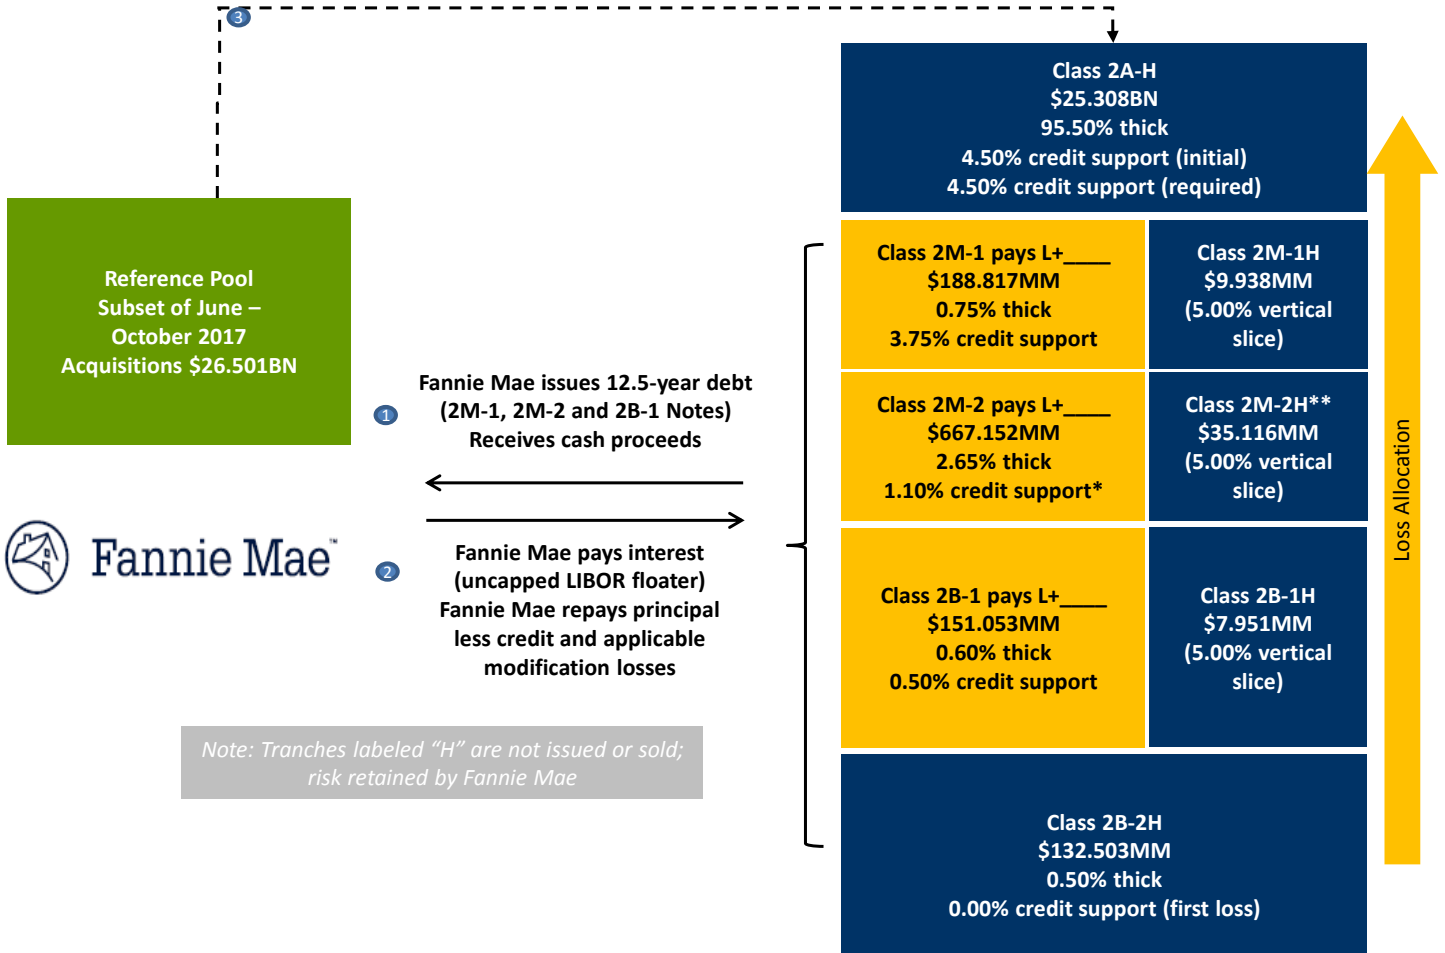 3
Class 2A-H
$25.308BN
95.50% thick
4.50% credit support (initial)
4.50% credit support (required)
Reference Pool
Subset of June –
October 2017
Acquisitions $26.501BN
Class 2M-1 pays L+____
$188.817MM
0.75% thick
3.75% credit support
Class 2M-1H
$9.938MM
(5.00% vertical
slice)
1
Fannie Mae issues 12.5-year debt
(2M-1, 2M-2 and 2B-1 Notes)
Receives cash proceeds
Class 2M-2 pays L+____
$667.152MM
2.65% thick
1.10% credit support*
Class 2M-2H**
$35.116MM
(5.00% vertical
slice)
Loss Allocation
Fannie Mae™
2
Fannie Mae pays interest
(uncapped LIBOR floater)
Fannie Mae repays principal
less credit and applicable
modification losses
Class 2B-1 pays L+____
$151.053MM
0.60% thick
0.50% credit support
Class 2B-1H
$7.951MM
(5.00% vertical
slice)
Note: Tranches labeled “H” are not issued or sold;
risk retained by Fannie Mae
Class 2B-2H
$132.503MM
0.50% thick
0.00% credit support (first loss)